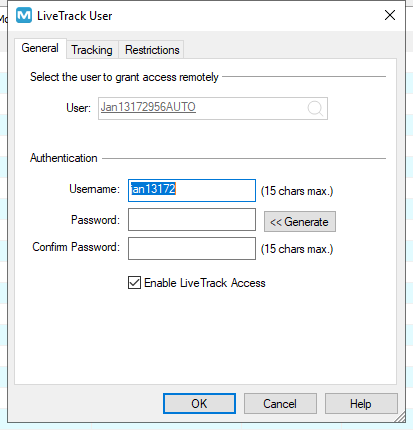 LiveTrack User
General Tracking Restrictions
Select the user to grant access remotely
User: Jan13172956AUTO
Authentication
Username: jan13172 (15 chars max.)
Password: << Generate
Confirm Password: (15 chars max.)
Enable LiveTrack Access
OK Cancel Help